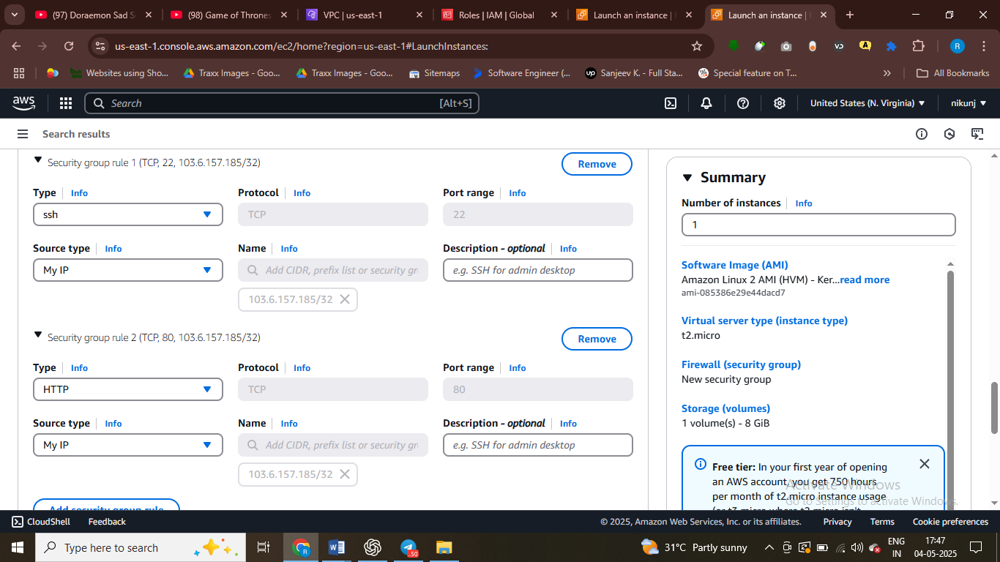 (97) Doraemon Sad S
(98) Game of Thrones
VPC | us-east-1
Roles | IAM | Global
Launch an instance |
Launch an instance |
us-east-1.console.aws.amazon.com/ec2/home?region=us-east-1#LaunchInstances:
R
Websites using Sho...
Traxx Images - Goo...
Traxx Images - Goo...
Sitemaps
Software Engineer (...
Sanjeev K. - Full Sta...
Special feature on T...
All Bookmarks
aws
Search
[Alt+S]
United States (N. Virginia)
nikunj
Search results
Security group rule 1 (TCP, 22, 103.6.157.185/32)
Remove
Type
Info
Protocol
Info
Port range
Info
ssh
TCP
22
Source type
Info
Name
Info
Description - optional
Info
My IP
Add CIDR, prefix list or security gr
e.g. SSH for admin desktop
103.6.157.185/32
Security group rule 2 (TCP, 80, 103.6.157.185/32)
Remove
Type
Info
Protocol
Info
Port range
Info
HTTP
TCP
80
Source type
Info
Name
Info
Description - optional
Info
My IP
Add CIDR, prefix list or security gr
e.g. SSH for admin desktop
103.6.157.185/32
Add security group rule
Summary
Number of instances
Info
1
Software Image (AMI)
Amazon Linux 2 AMI (HVM) - Ker...read more
ami-085386e29e44dacd7
Virtual server type (instance type)
t2.micro
Firewall (security group)
New security group
Storage (volumes)
1 volume(s) - 8 GiB
Free tier: In your first year of opening
an AWS account, you get 750 hours
per month of t2.micro instance usage
(or t3.micro where t2.micro isn't
Activate Windows
Go to Settings to activate Windows.
CloudShell
Feedback
© 2025, Amazon Web Services, Inc. or its affiliates.
Privacy
Terms
Cookie preferences
Type here to search
50
31°C Partly sunny
ENG
IN
17:47
04-05-2025